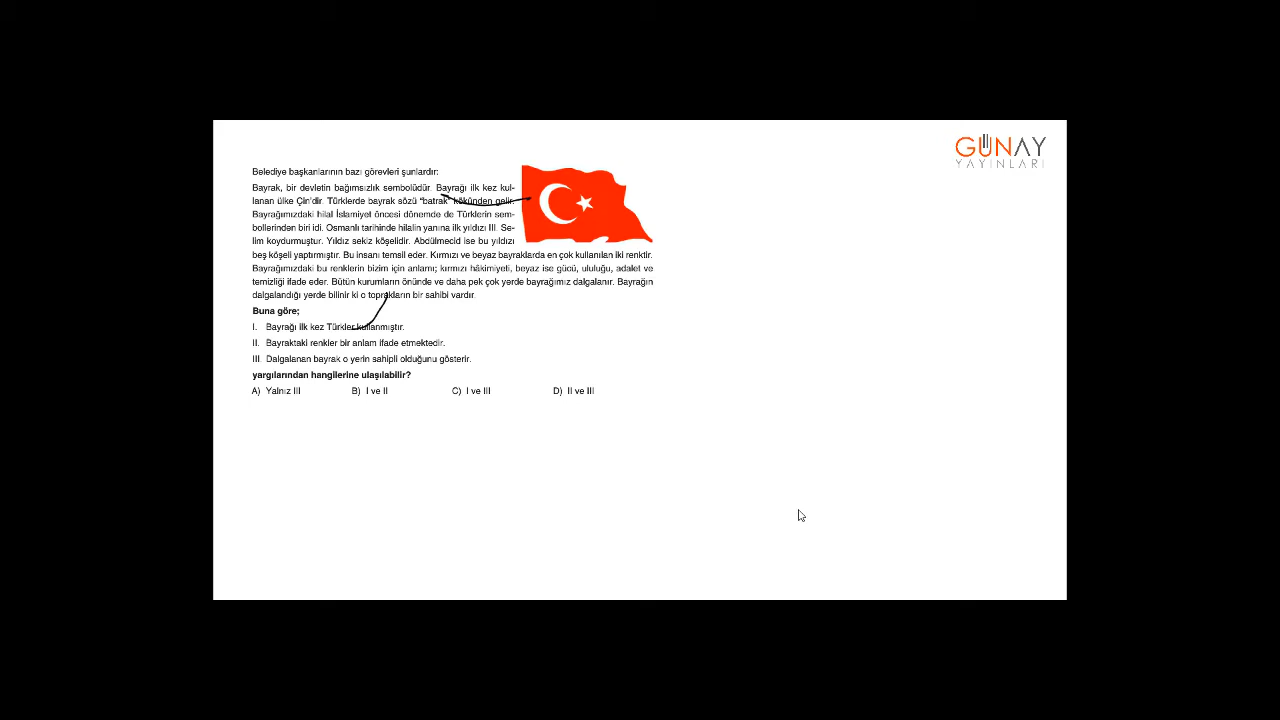 GÜNAY
YAYINLARI
Belediye başkanlarının bazı görevleri şunlardır:
Bayrak, bir devletin bağımsızlık sembolüdür. Bayrağı ilk kez kul-
lanan ülke Çin'dir. Türklerde bayrak sözü "batrak" kökünden gelir.
Bayrağımızdaki hilal İslamiyet öncesi dönemde de Türklerin sem-
bollerinden biri idi. Osmanlı tarihinde hilalin yanına ilk yıldızı III. Se-
lim koydurmuştur. Yıldız sekiz köşelidir. Abdülmecid ise bu yıldızı
beş köşeli yaptırmıştır. Bu insanı temsil eder. Kırmızı ve beyaz bayraklarda en çok kullanılan iki renktir.
Bayrağımızdaki bu renklerin bizim için anlamı; kırmızı hâkimiyeti, beyaz ise gücü, ululuğu, adalet ve
temizliği ifade eder. Bütün kurumların önünde ve daha pek çok yerde bayrağımız dalgalanır. Bayrağın
dalgalandığı yerde bilinir ki o toprakların bir sahibi vardır.
Buna göre;
I. Bayrağı ilk kez Türkler kullanmıştır.
II. Bayraktaki renkler bir anlam ifade etmektedir.
III. Dalgalanan bayrak o yerin sahipli olduğunu gösterir.
yargılarından hangilerine ulaşılabilir?
A) Yalnız III B) I ve II C) I ve III D) II ve III